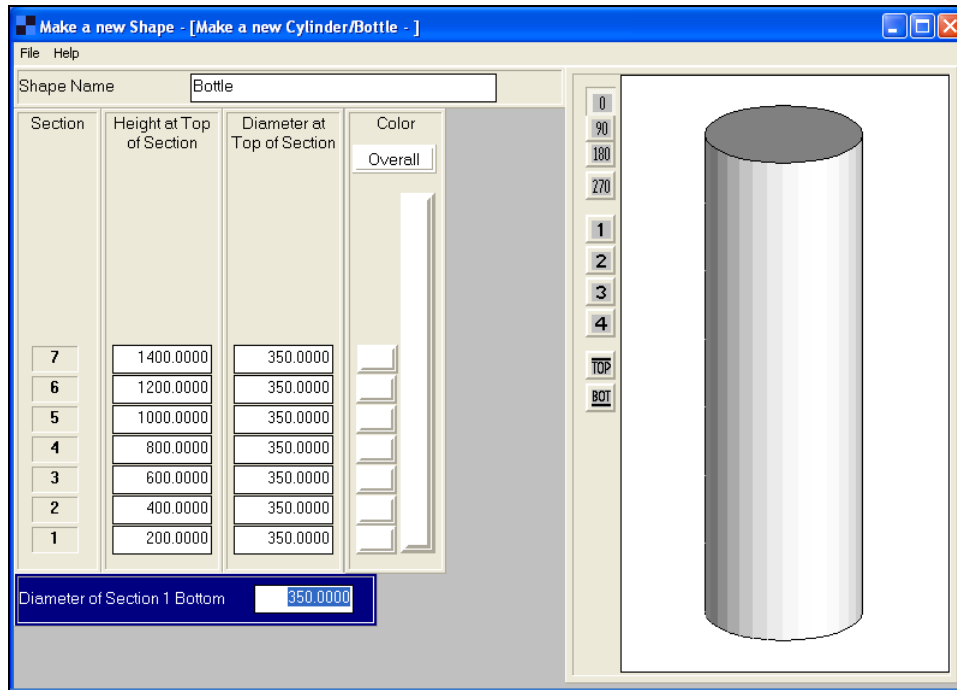 Make a new Shape - [Make a new Cylinder/Bottle - ]
File Help
Shape Name Bottle
Section Height at Top of Section Diameter at Top of Section Color
Overall
7 1400.0000 350.0000
6 1200.0000 350.0000
5 1000.0000 350.0000
4 800.0000 350.0000
3 600.0000 350.0000
2 400.0000 350.0000
1 200.0000 350.0000
Diameter of Section 1 Bottom 350.0000
0
90
180
270
1
2
3
4
TOP
BOT